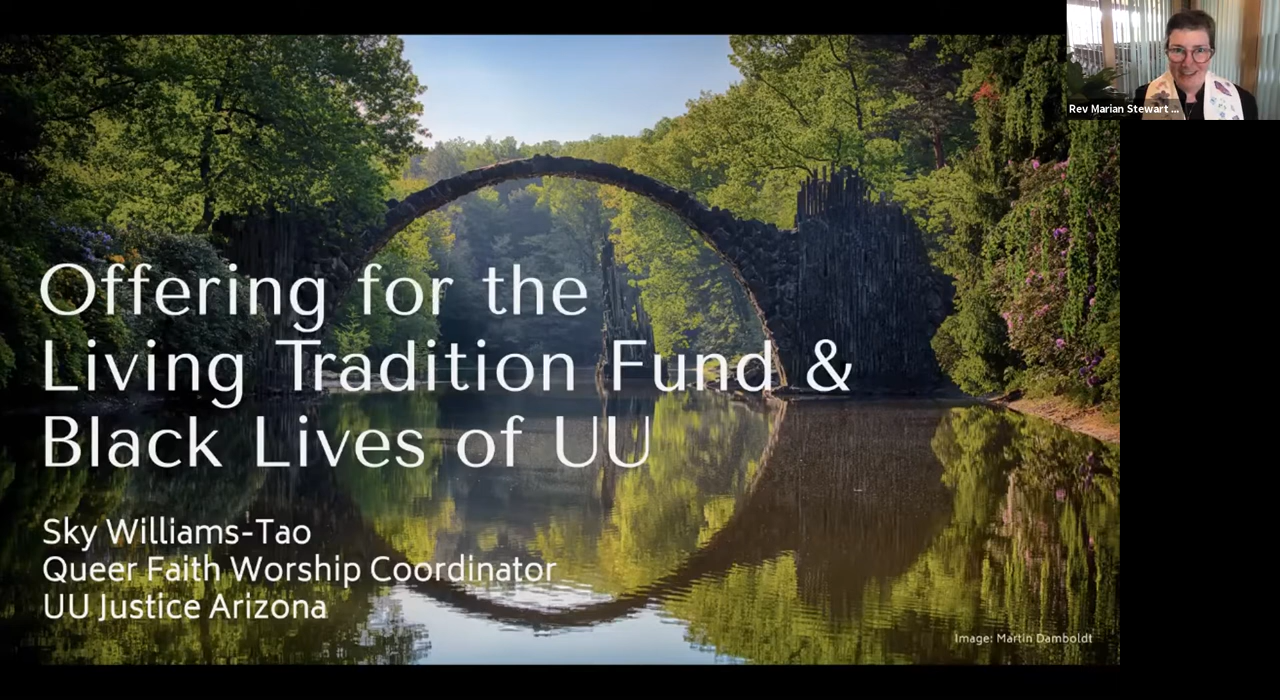 Rev Marian Stewart ...
Offering for the
Living Tradition Fund &
Black Lives of UU
Sky Williams-Tao
Queer Faith Worship Coordinator
UU Justice Arizona
Image: Martin Damboldt